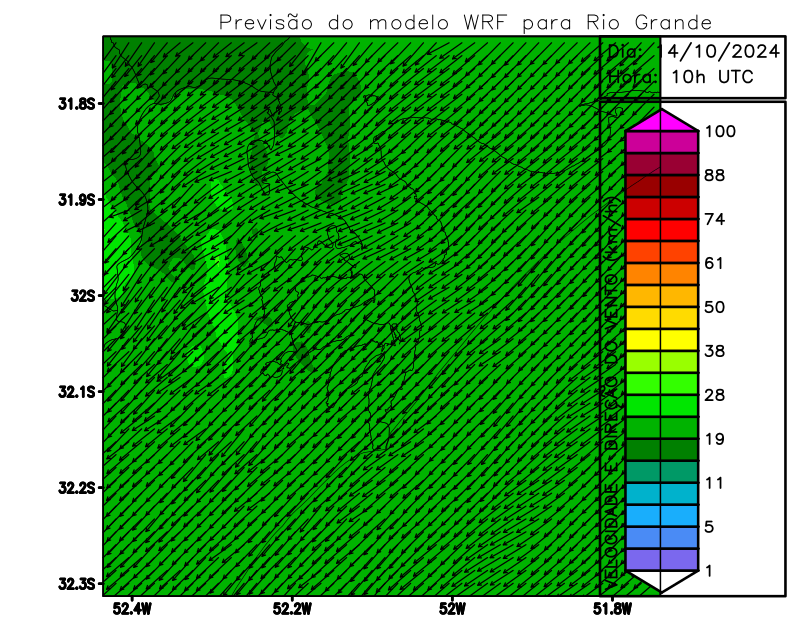 Previsão do modelo WRF para Rio Grande
Dia: 14/10/2024
Hora: 10h UTC
31.8S
31.9S
32S
32.1S
32.2S
32.3S
52.4W
52.2W
52W
51.8W
VELOCIDADE E DIREÇÃO DO VENTO (km/h)
100
88
74
61
50
38
28
19
11
5
1